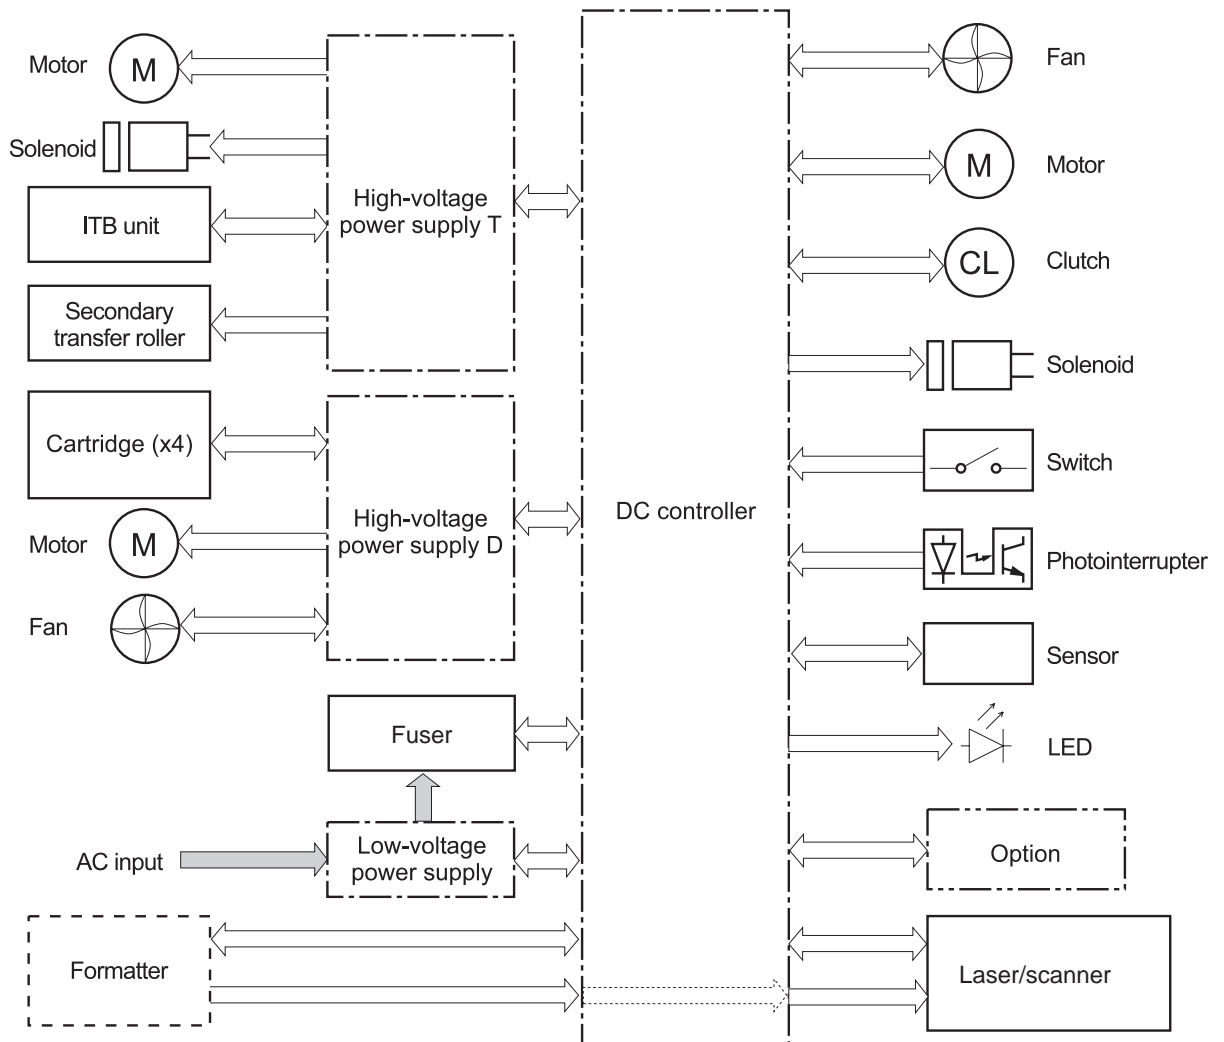 Motor
M
Solenoid
ITB unit
Secondary
transfer roller
High-voltage
power supply T
Cartridge (x4)
Motor
M
Fan
High-voltage
power supply D
Fuser
AC input
Low-voltage
power supply
Formatter
DC controller
Fan
M
Motor
CL
Clutch
Solenoid
Switch
Photointerrupter
Sensor
LED
Option
Laser/scanner